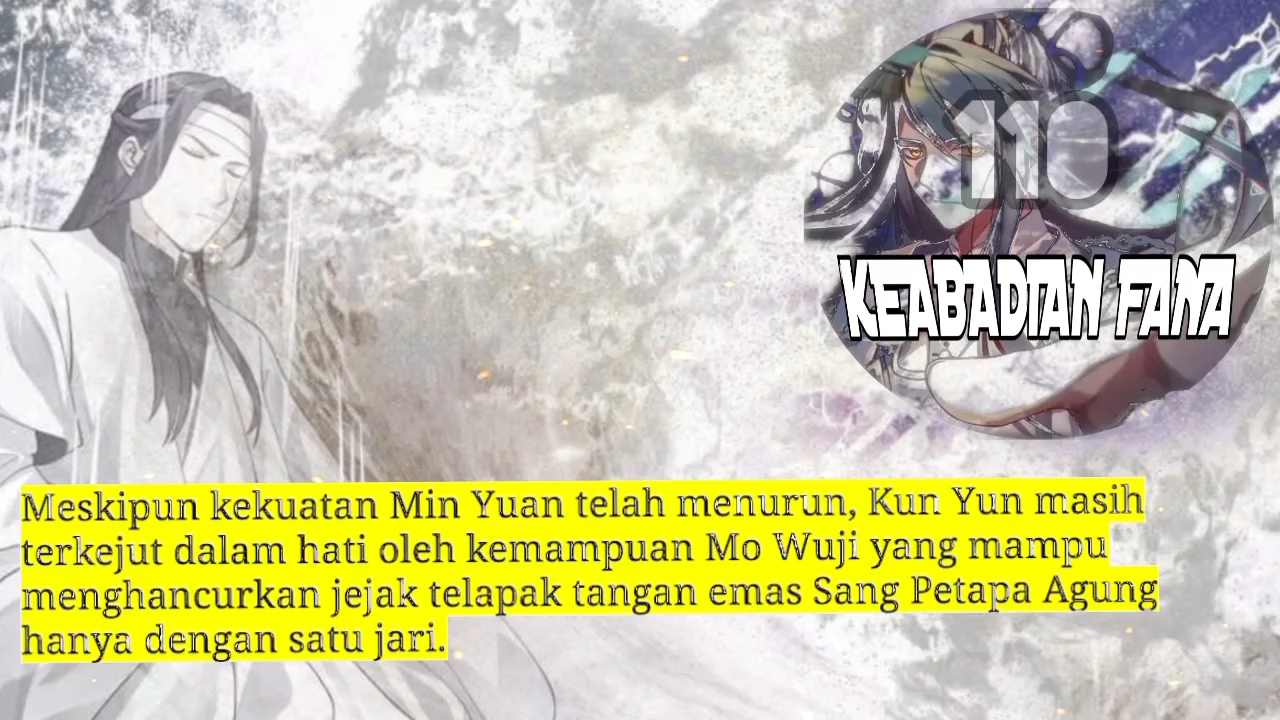 110
KEABADIAN FANA
Meskipun kekuatan Min Yuan telah menurun, Kun Yun masih
terkejut dalam hati oleh kemampuan Mo Wuji yang mampu
menghancurkan jejak telapak tangan emas Sang Petapa Agung
hanya dengan satu jari.